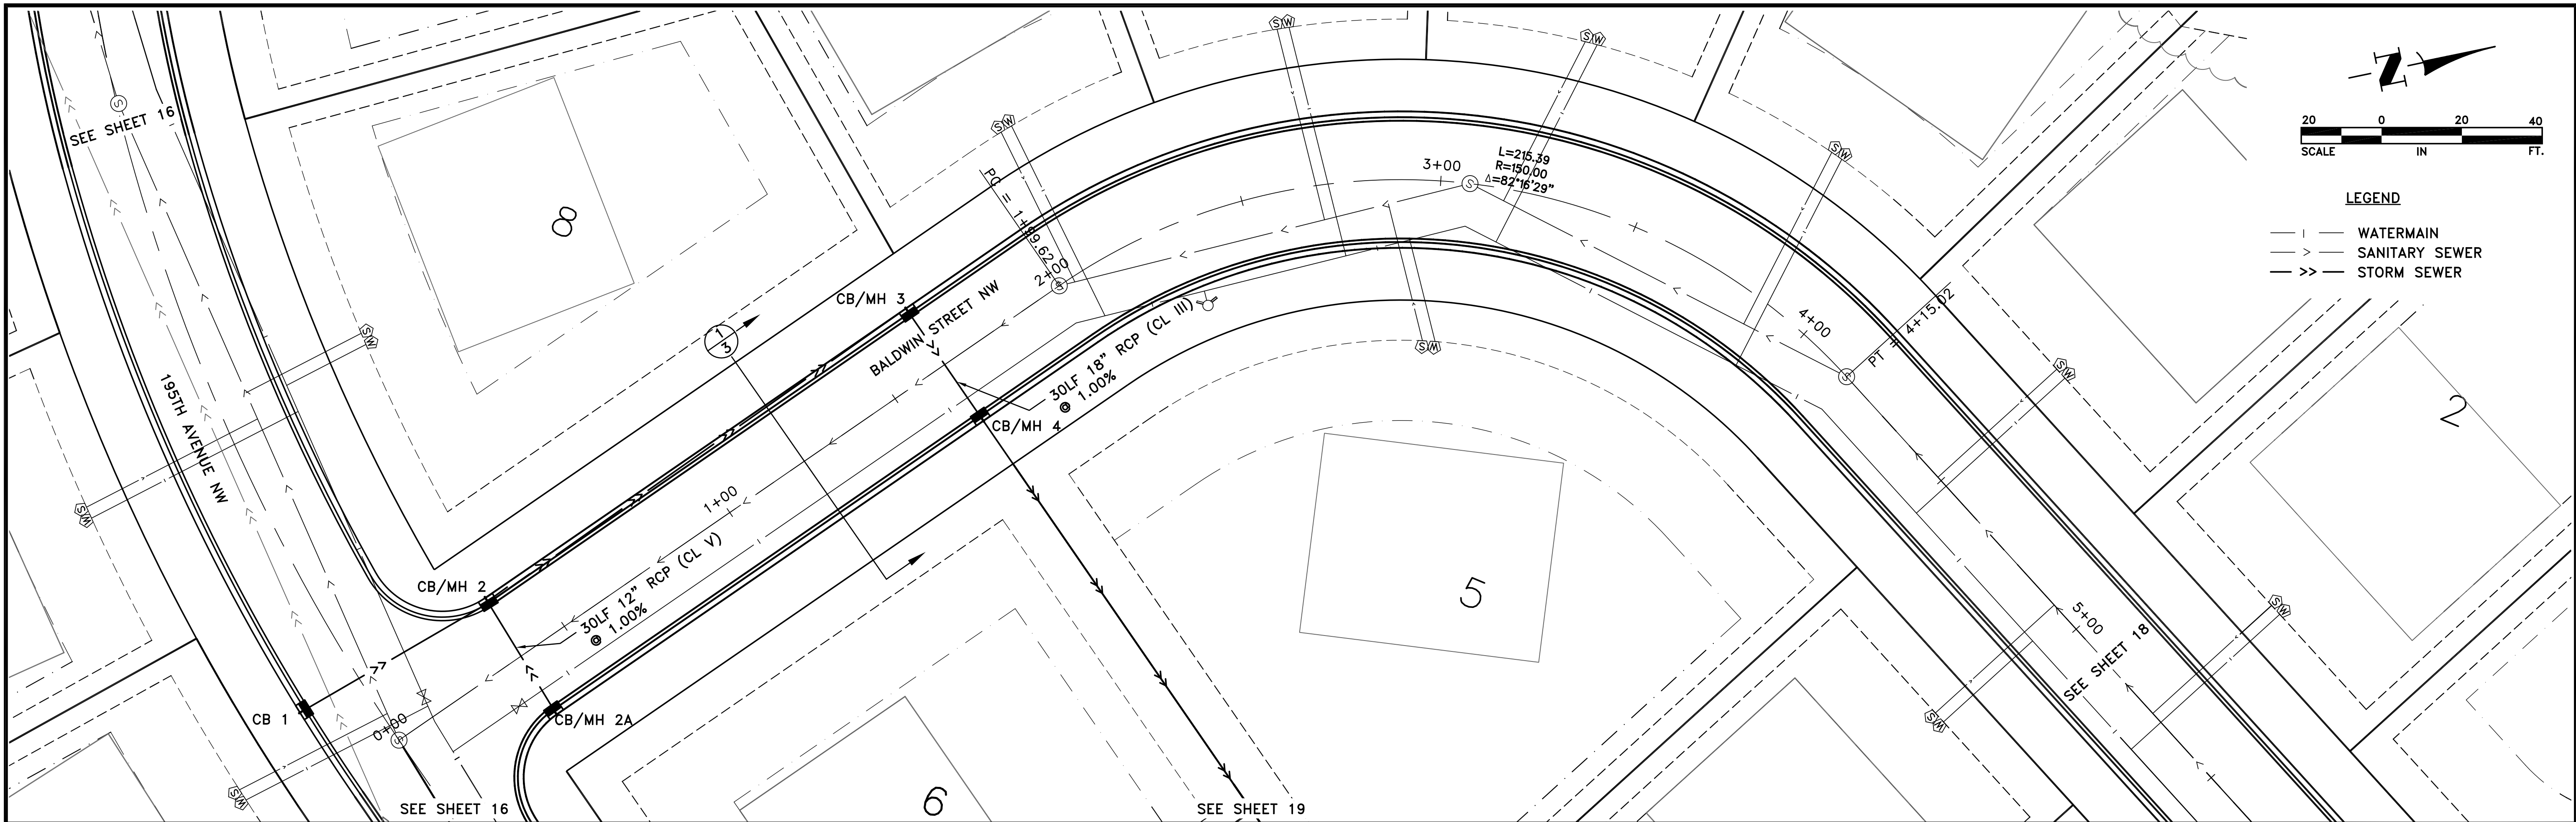 SEE SHEET 16
195TH AVENUE NW
8
S W
S W
S W
S W
S W
S W
S W
S W
S W
S W
S W
S W
S W
S
S
S
S
S
CB 1
CB/MH 2
CB/MH 2A
CB/MH 3
CB/MH 4
0+00
1+00
2+00
3+00
4+00
5+00
PC = 1+99.62
PT 4+15.02
L=215.39
R=150.00
Δ=82°16'29"
BALDWIN STREET NW
1
3
30LF 12" RCP (CL V)
@ 1.00%
30LF 18" RCP (CL III)
@ 1.00%
SEE SHEET 16
SEE SHEET 19
SEE SHEET 18
6
5
2
N
20 0 20 40
SCALE IN FT.
LEGEND
WATERMAIN
SANITARY SEWER
STORM SEWER